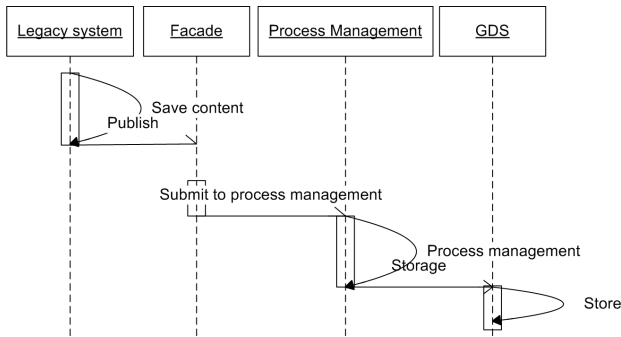 Legacy system
Facade
Process Management
GDS
Save content
Publish
Submit to process management
Process management
Storage
Store